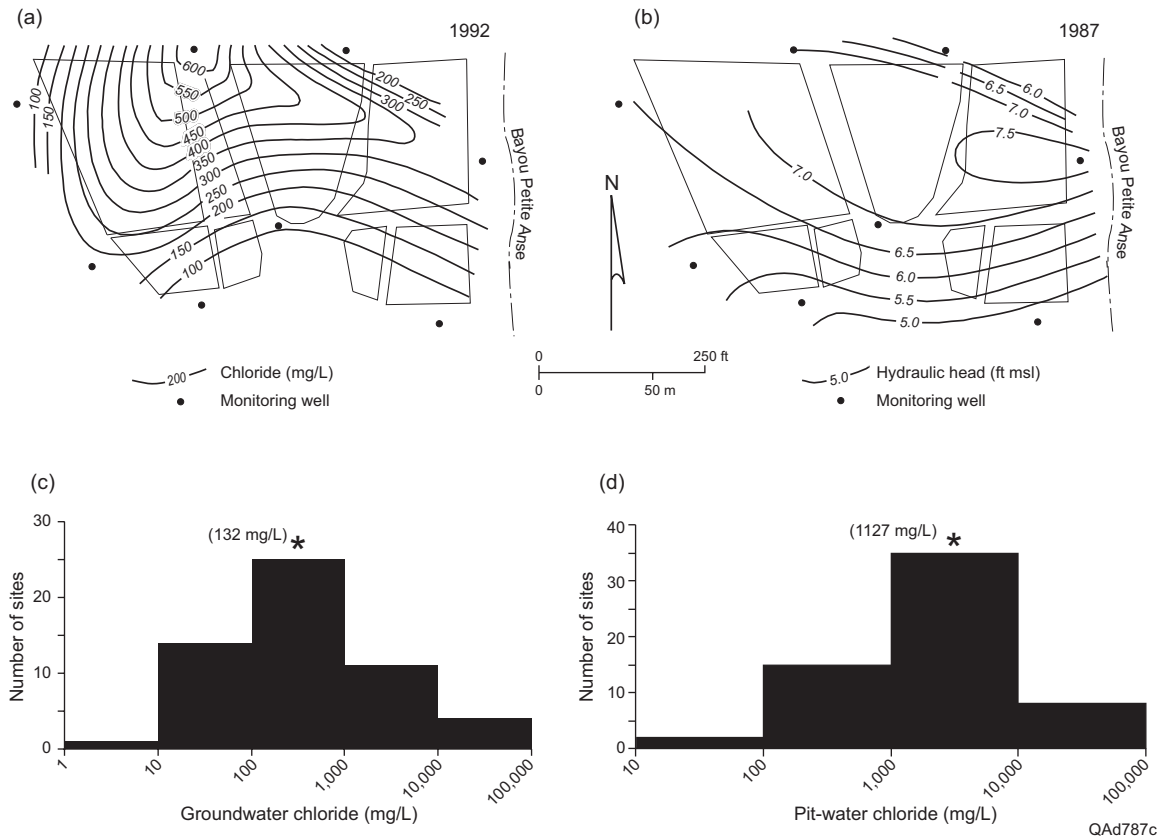 (a)
1992
100
150
600
550
500
450
400
350
300
250
200
150
100
200
250
300
Bayou Petite Anse
(b)
1987
6.0
6.5
7.0
7.5
7.0
6.5
6.0
5.5
5.0
Bayou Petite Anse
N
200 Chloride (mg/L)
Monitoring well
0 250 ft
0 50 m
5.0 Hydraulic head (ft msl)
Monitoring well
(c)
(132 mg/L) *
30
20
10
0
Number of sites
1 10 100 1,000 10,000 100,000
Groundwater chloride (mg/L)
(d)
(1127 mg/L) *
40
30
20
10
0
Number of sites
10 100 1,000 10,000 100,000
Pit-water chloride (mg/L)
QAd787c